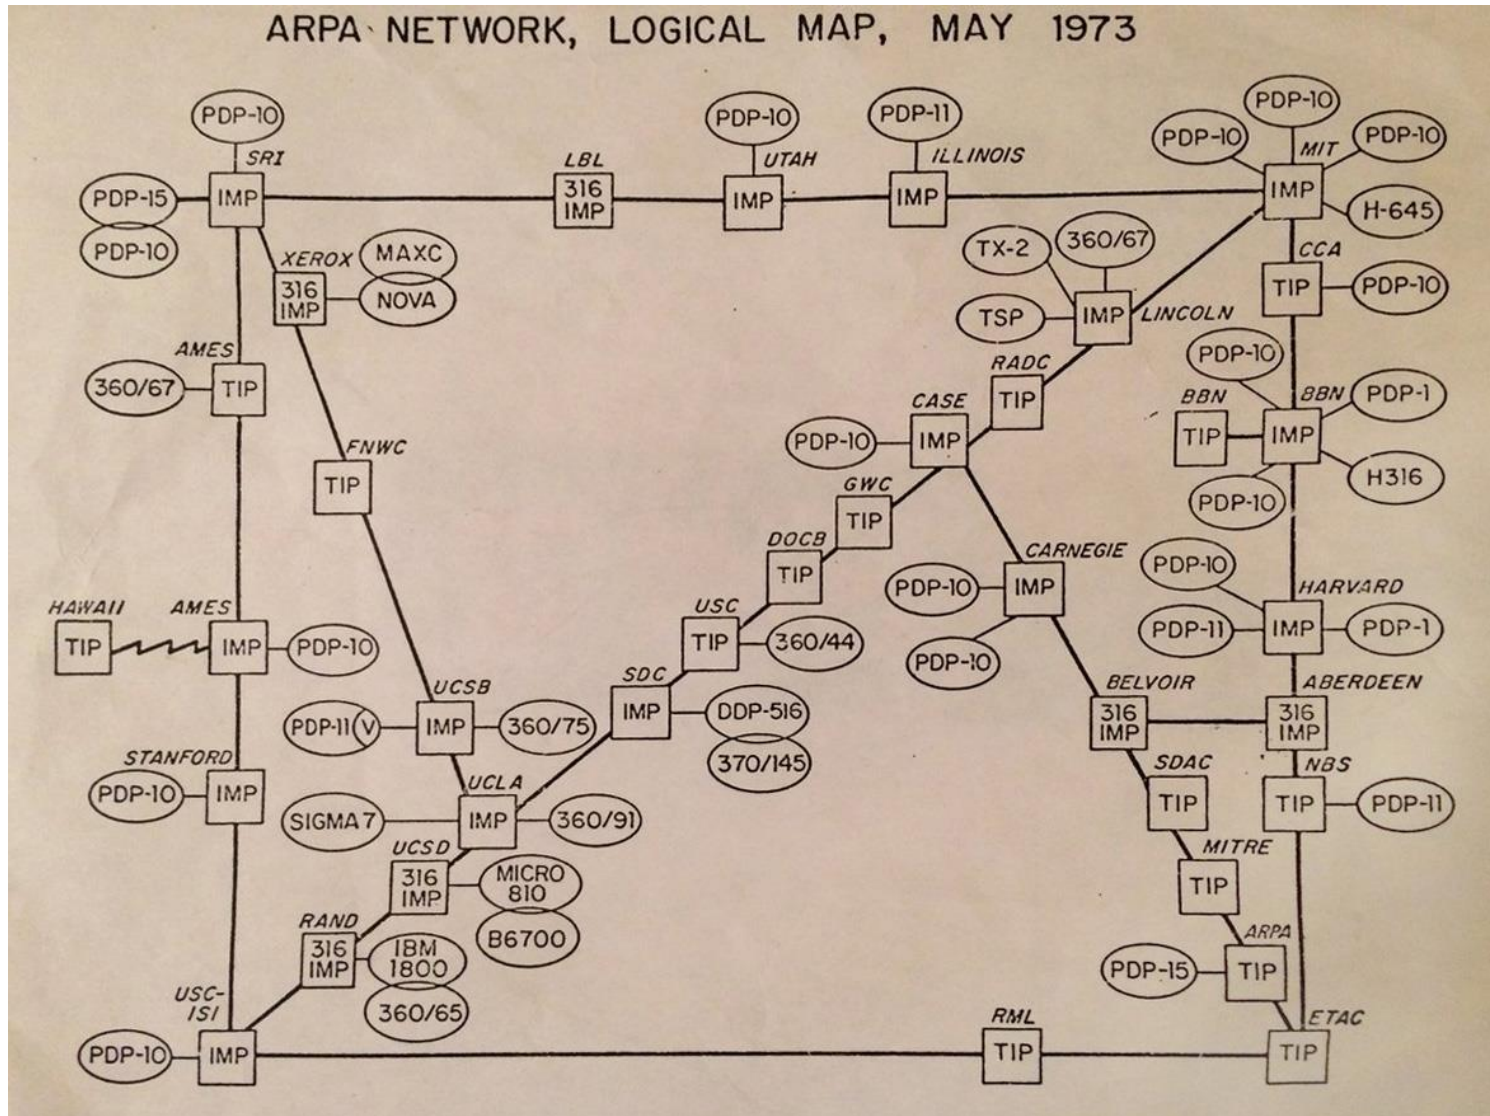 ARPA NETWORK, LOGICAL MAP, MAY 1973
PDP-10
SRI
IMP
PDP-15
PDP-10
LBL
316
IMP
PDP-10
UTAH
IMP
PDP-11
ILLINOIS
IMP
PDP-10
PDP-10
PDP-10
MIT
IMP
H-645
XEROX
316
IMP
MAXC
NOVA
TX-2
360/67
TSP
IMP
LINCOLN
CCA
TIP
PDP-10
AMES
360/67
TIP
RADC
TIP
CASE
PDP-10
IMP
PDP-10
BBN
TIP
BBN
IMP
PDP-1
PDP-10
H316
FNWC
TIP
GWC
TIP
DOCB
TIP
CARNEGIE
PDP-10
IMP
PDP-10
PDP-10
HARVARD
PDP-11
IMP
PDP-1
HAWAII
TIP
AMES
IMP
PDP-10
USC
TIP
360/44
SDC
IMP
DDP-516
370/145
UCSB
PDP-11
V
IMP
360/75
BELVOIR
316
IMP
ABERDEEN
316
IMP
STANFORD
PDP-10
IMP
UCLA
SIGMA 7
IMP
360/91
SDAC
TIP
NBS
TIP
PDP-11
UCSD
316
IMP
MICRO
810
B6700
MITRE
TIP
RAND
316
IMP
IBM
1800
360/65
ARPA
PDP-15
TIP
USC-
ISI
PDP-10
IMP
RML
TIP
ETAC
TIP